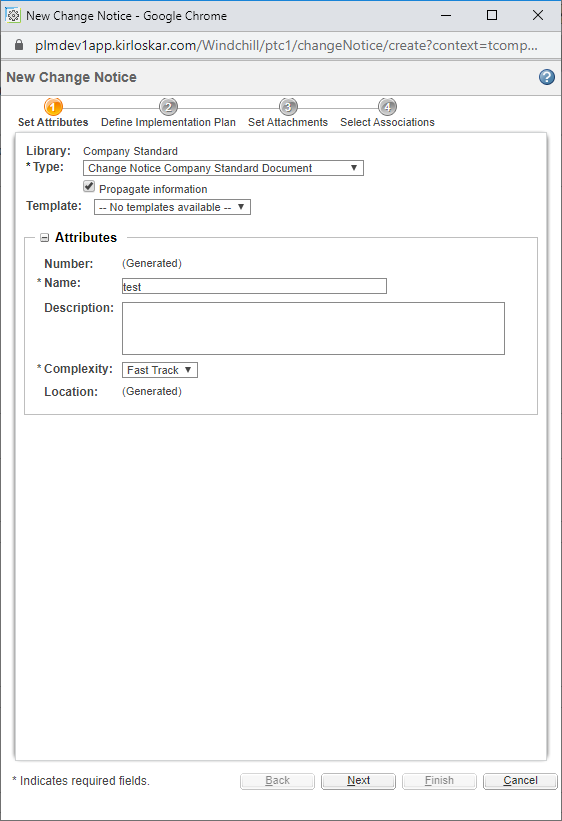 New Change Notice - Google Chrome
plmdev1app.kirloskar.com/Windchill/ptc1/changeNotice/create?context=tcomp...
New Change Notice
?
1 2 3 4
Set Attributes Define Implementation Plan Set Attachments Select Associations
Library: Company Standard
* Type: Change Notice Company Standard Document
Propagate information
Template: -- No templates available --
Attributes
Number: (Generated)
* Name: test
Description:
* Complexity: Fast Track
Location: (Generated)
* Indicates required fields. Back Next Finish Cancel